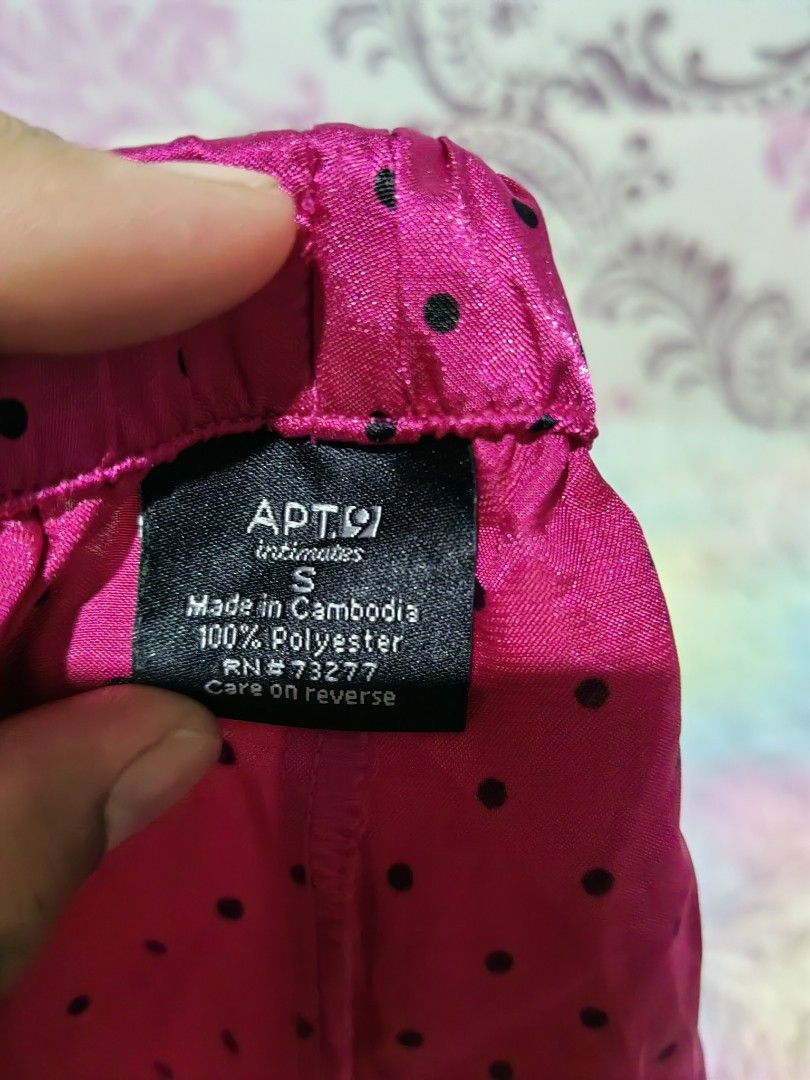 APT.9
intimates
S
Made in Cambodia
100% Polyester
RN# 73277
Care on reverse